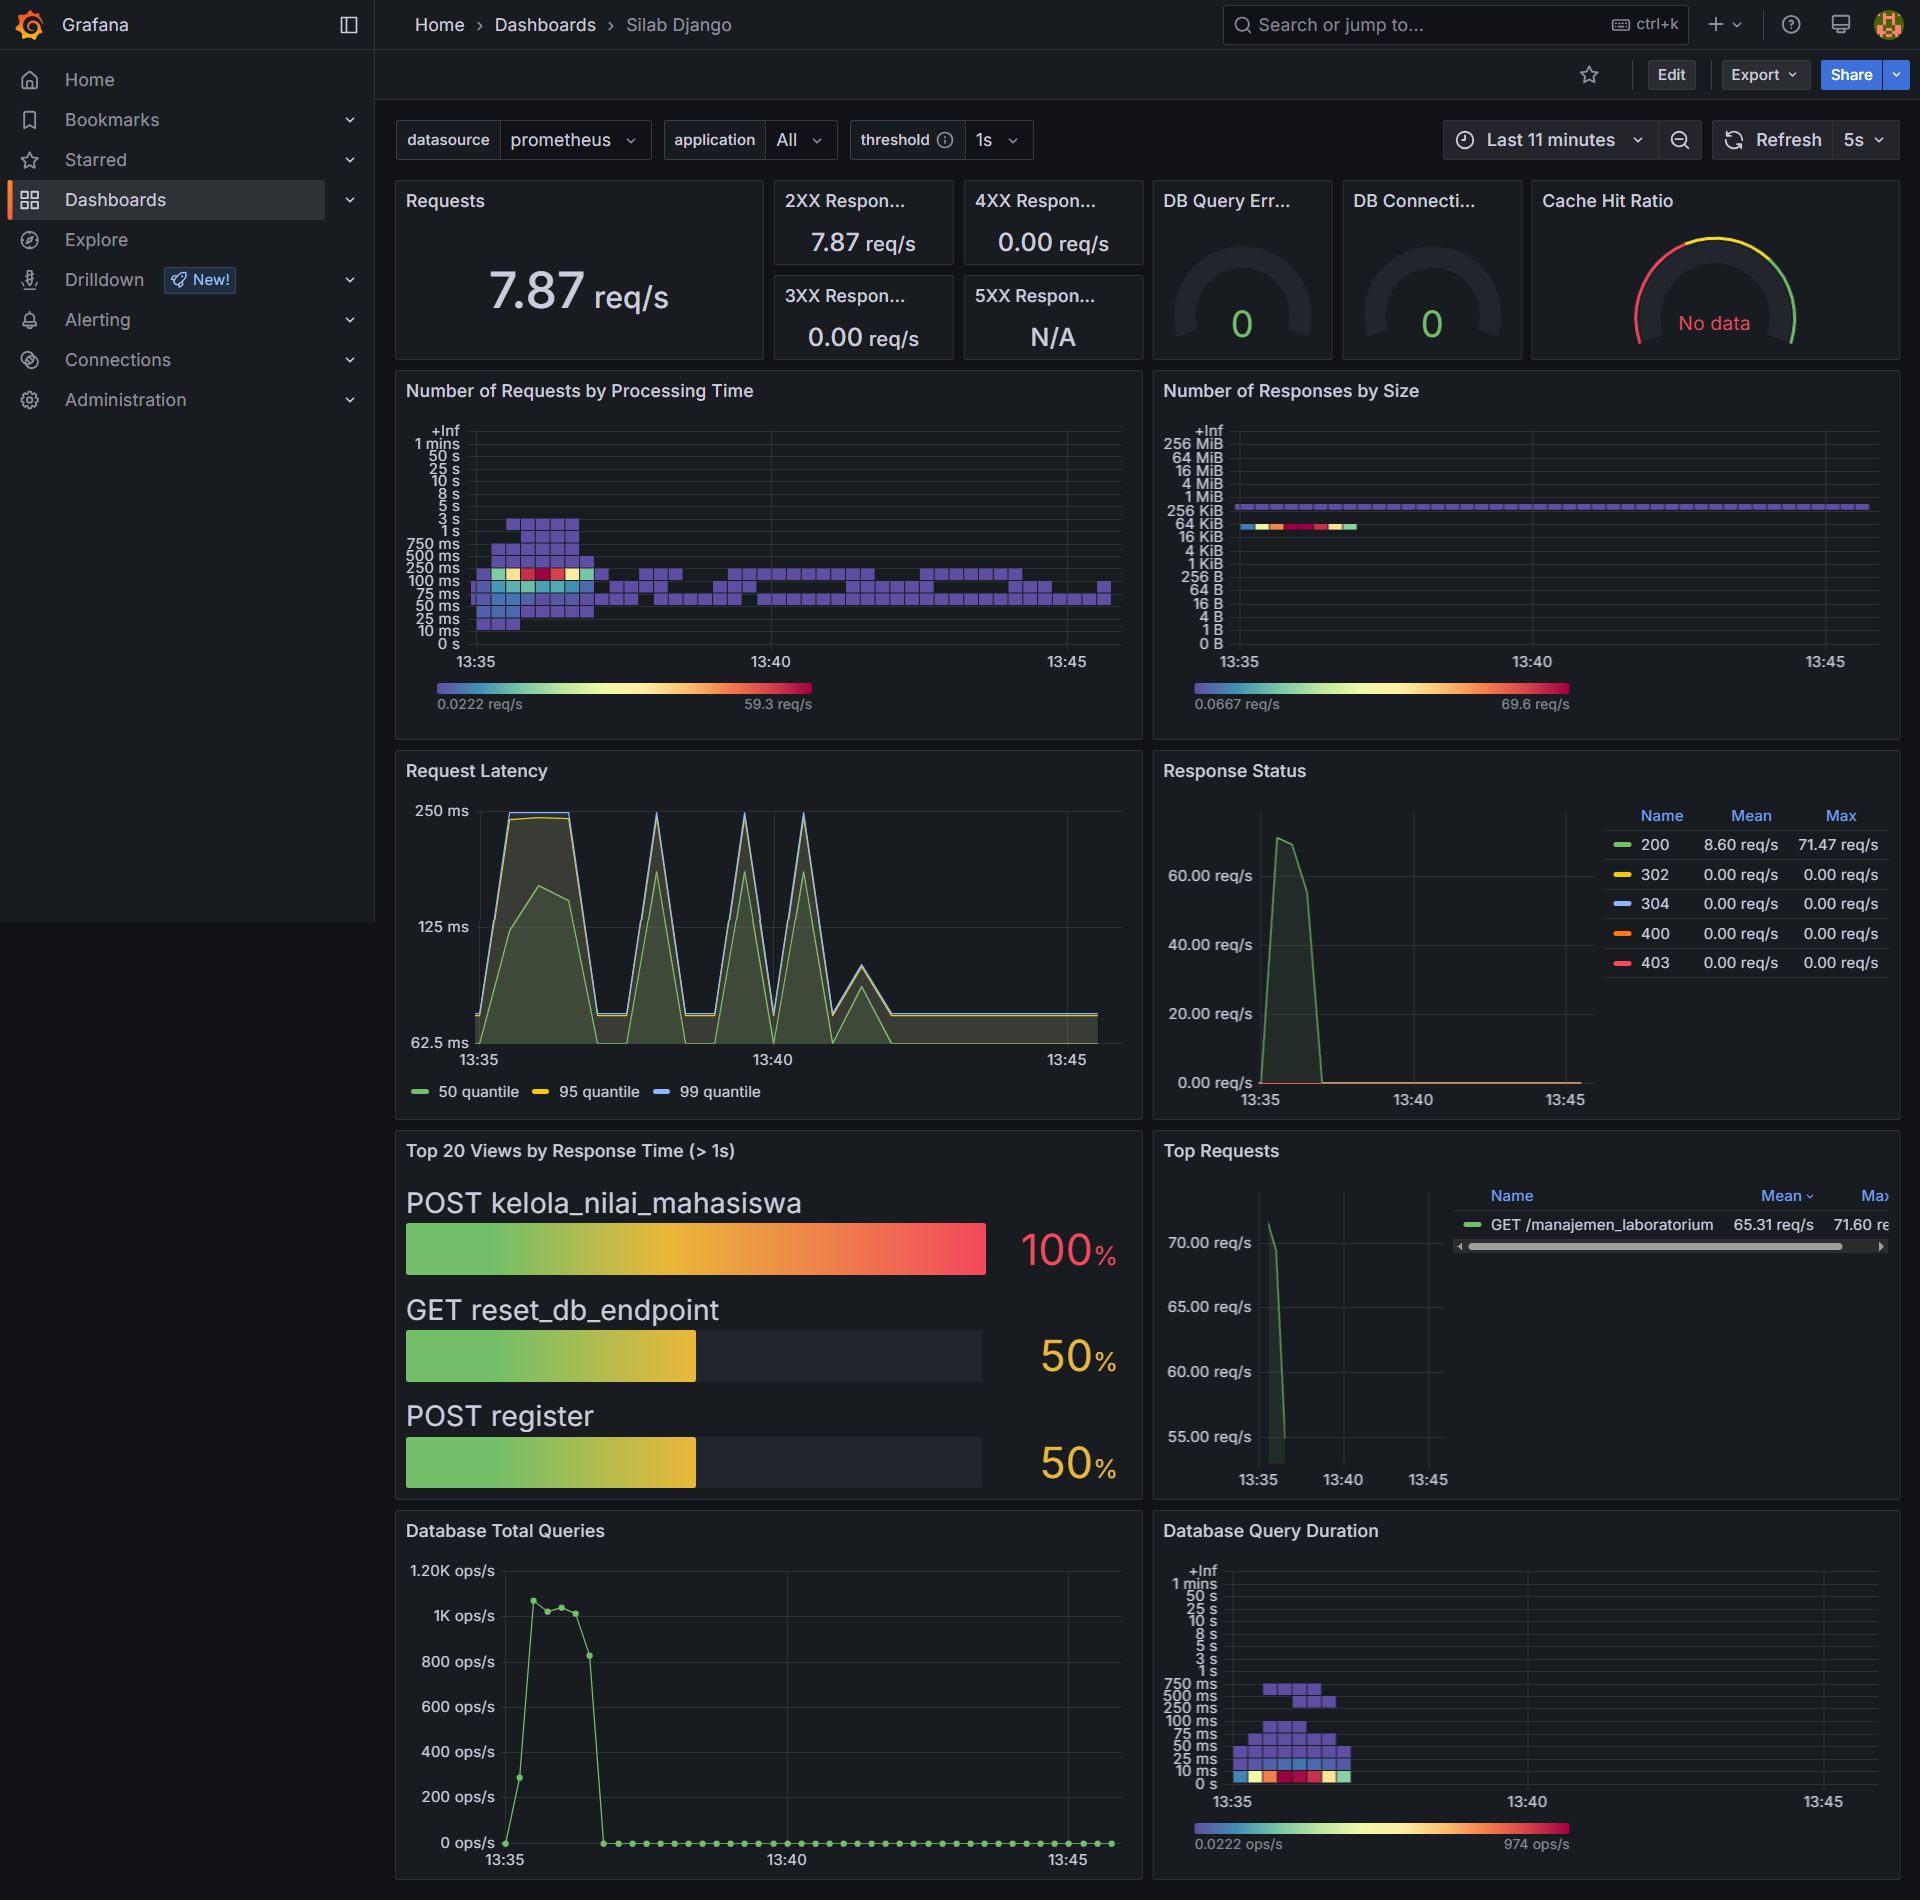 Grafana
Home › Dashboards › Silab Django
Search or jump to...
ctrl+k
Home
Bookmarks
Starred
Dashboards
Explore
Drilldown
New!
Alerting
Connections
Administration
Edit
Export
Share
datasource
prometheus
application
All
threshold
1s
Last 11 minutes
Refresh
5s
Requests
7.87 req/s
2XX Respon...
7.87 req/s
4XX Respon...
0.00 req/s
3XX Respon...
0.00 req/s
5XX Respon...
N/A
DB Query Err...
0
DB Connecti...
0
Cache Hit Ratio
No data
Number of Requests by Processing Time
+Inf
1 mins
50 s
25 s
10 s
8 s
5 s
3 s
1 s
750 ms
500 ms
250 ms
100 ms
75 ms
50 ms
25 ms
10 ms
0 s
13:35
13:40
13:45
0.0222 req/s
59.3 req/s
Number of Responses by Size
+Inf
256 MiB
64 MiB
16 MiB
4 MiB
1 MiB
256 KiB
64 KiB
16 KiB
4 KiB
1 KiB
256 B
64 B
16 B
4 B
1 B
0 B
13:35
13:40
13:45
0.0667 req/s
69.6 req/s
Request Latency
250 ms
125 ms
62.5 ms
13:35
13:40
13:45
50 quantile
95 quantile
99 quantile
Response Status
60.00 req/s
40.00 req/s
20.00 req/s
0.00 req/s
13:35
13:40
13:45
Name Mean Max
200 8.60 req/s 71.47 req/s
302 0.00 req/s 0.00 req/s
304 0.00 req/s 0.00 req/s
400 0.00 req/s 0.00 req/s
403 0.00 req/s 0.00 req/s
Top 20 Views by Response Time (> 1s)
POST kelola_nilai_mahasiswa
100%
GET reset_db_endpoint
50%
POST register
50%
Top Requests
70.00 req/s
65.00 req/s
60.00 req/s
55.00 req/s
13:35
13:40
13:45
Name Mean Max
GET /manajemen_laboratorium 65.31 req/s 71.60 re
Database Total Queries
1.20K ops/s
1K ops/s
800 ops/s
600 ops/s
400 ops/s
200 ops/s
0 ops/s
13:35
13:40
13:45
Database Query Duration
+Inf
1 mins
50 s
25 s
10 s
8 s
5 s
3 s
1 s
750 ms
500 ms
250 ms
100 ms
75 ms
50 ms
25 ms
10 ms
0 s
13:35
13:40
13:45
0.0222 ops/s
974 ops/s